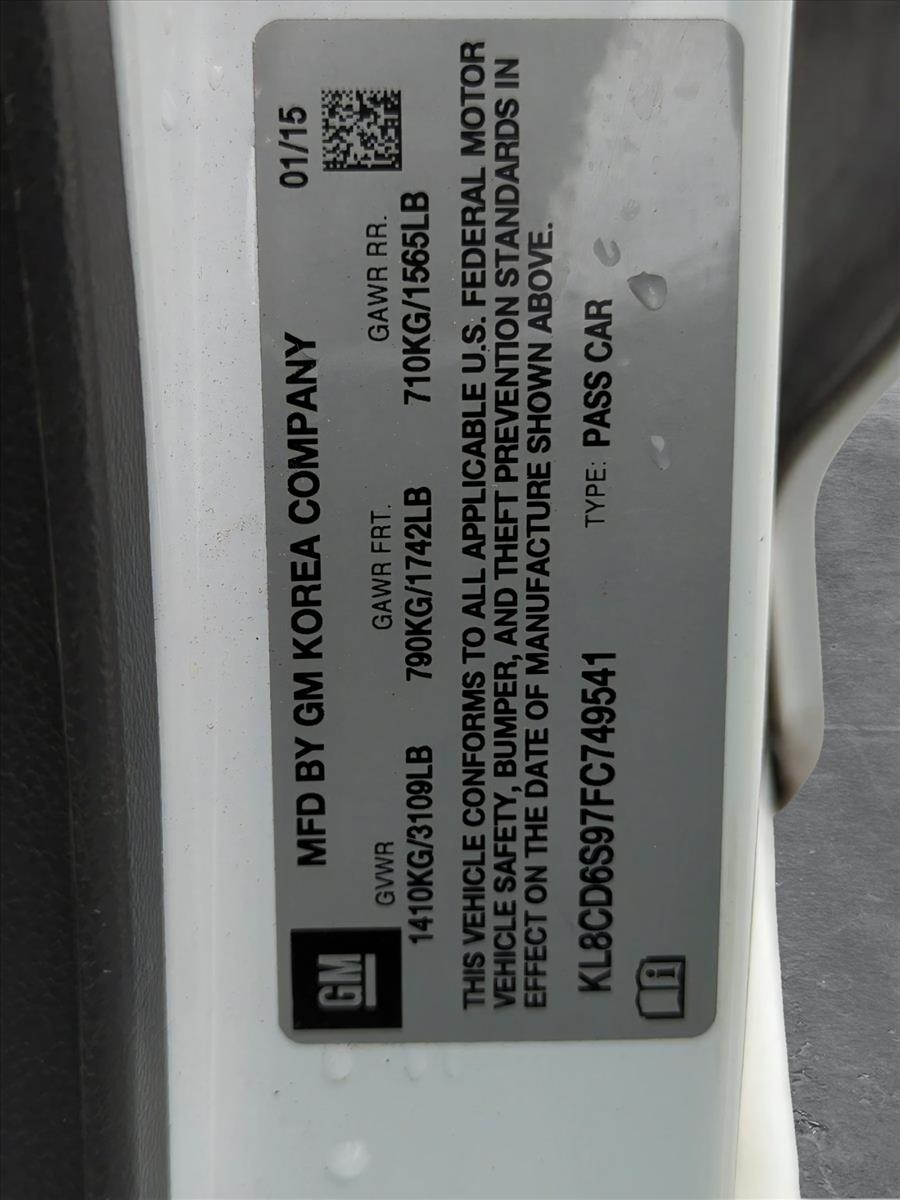 GM
MFD BY GM KOREA COMPANY 01/15
GVWR GAWR FRT. GAWR RR.
1410KG/3109LB 790KG/1742LB 710KG/1565LB
THIS VEHICLE CONFORMS TO ALL APPLICABLE U.S. FEDERAL MOTOR
VEHICLE SAFETY, BUMPER, AND THEFT PREVENTION STANDARDS IN
EFFECT ON THE DATE OF MANUFACTURE SHOWN ABOVE.
KL8CD6S97FC749541 TYPE: PASS CAR